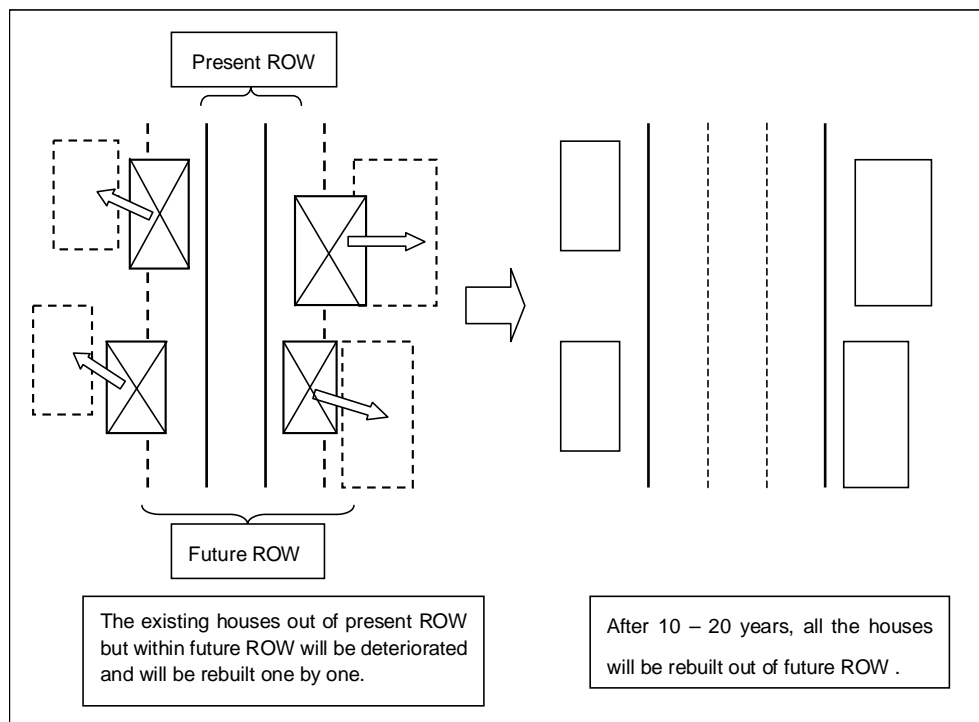 Present ROW
Future ROW
The existing houses out of present ROW
but within future ROW will be deteriorated
and will be rebuilt one by one.
After 10 – 20 years, all the houses
will be rebuilt out of future ROW .